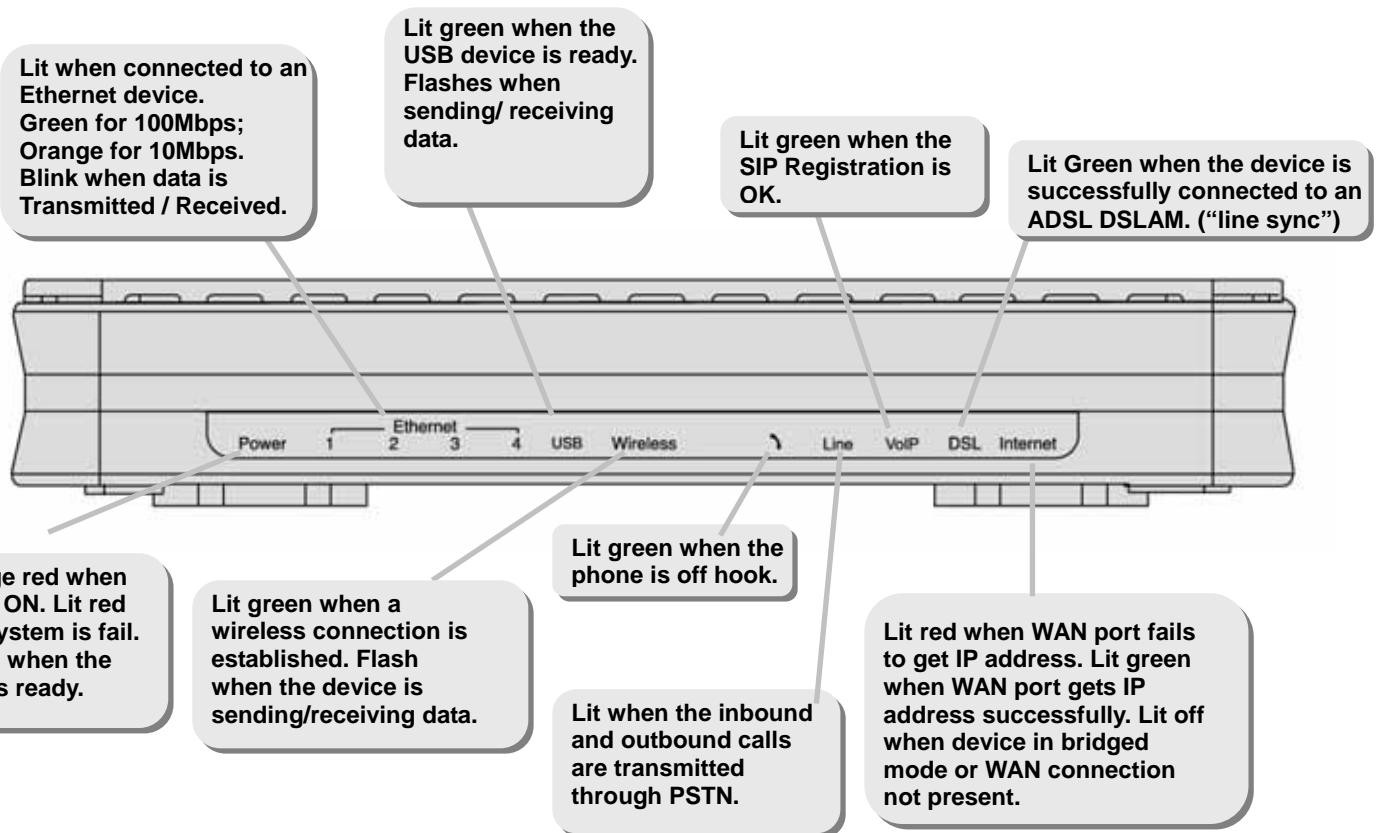 Lit when connected to an
Ethernet device.
Green for 100Mbps;
Orange for 10Mbps.
Blink when data is
Transmitted / Received.
Lit green when the
USB device is ready.
Flashes when
sending/ receiving
data.
Lit green when the
SIP Registration is
OK.
Lit Green when the device is
successfully connected to an
ADSL DSLAM. (“line sync”)
Ethernet
Power 1 2 3 4 USB Wireless Line VoIP DSL Internet
red when
ON. Lit red
is fail.
when the
ready.
Lit green when a
wireless connection is
established. Flash
when the device is
sending/receiving data.
Lit green when the
phone is off hook.
Lit when the inbound
and outbound calls
are transmitted
through PSTN.
Lit red when WAN port fails
to get IP address. Lit green
when WAN port gets IP
address successfully. Lit off
when device in bridged
mode or WAN connection
not present.